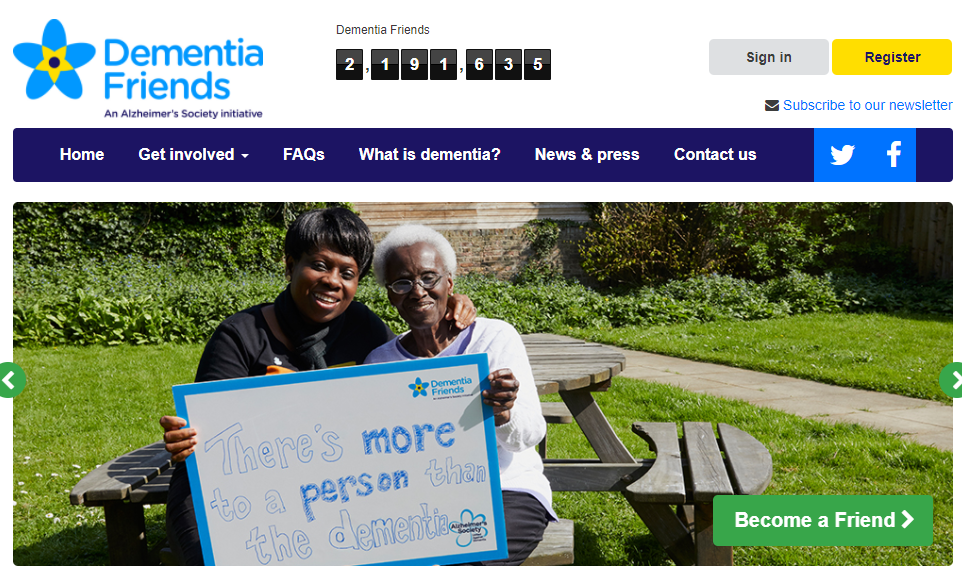 Dementia
Friends
An Alzheimer's Society initiative
Dementia Friends
2,191,635
Sign in
Register
Subscribe to our newsletter
Home
Get involved
FAQs
What is dementia?
News & press
Contact us
Dementia
Friends
There's more
to a person than
the dementia
Alzheimer's
Society
Become a Friend